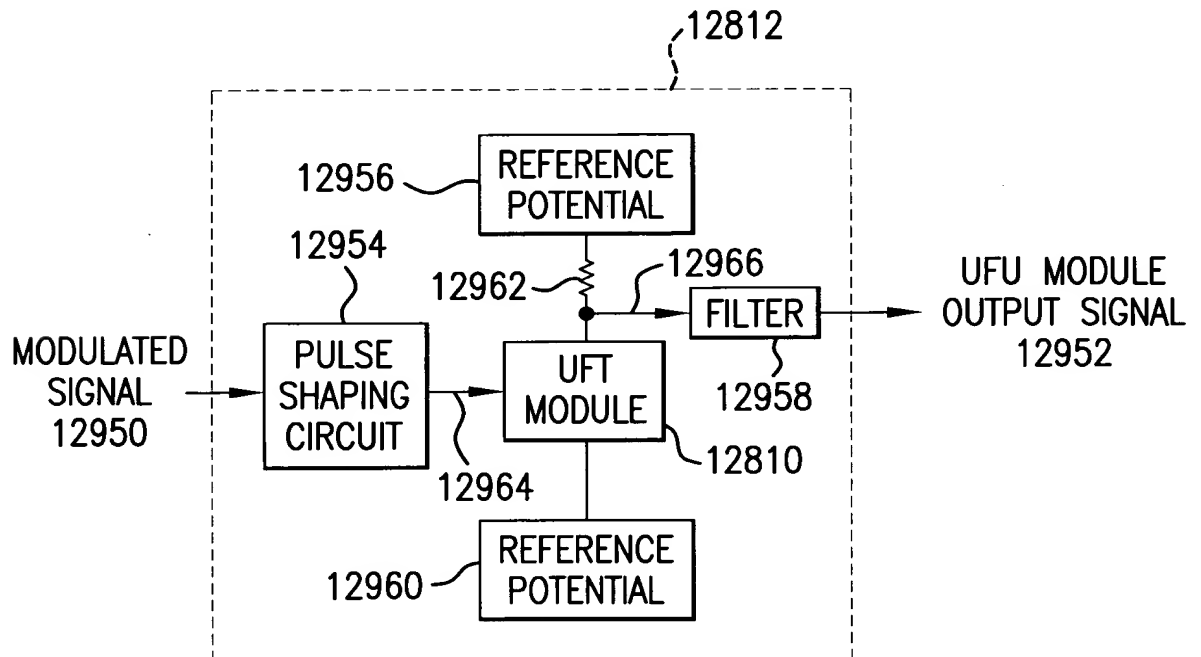 12812
12956
REFERENCE
POTENTIAL
12954
12962
12966
UFU MODULE
OUTPUT SIGNAL
12952
MODULATED
SIGNAL
12950
PULSE
SHAPING
CIRCUIT
UFT
MODULE
FILTER
12958
12964
12810
12960
REFERENCE
POTENTIAL